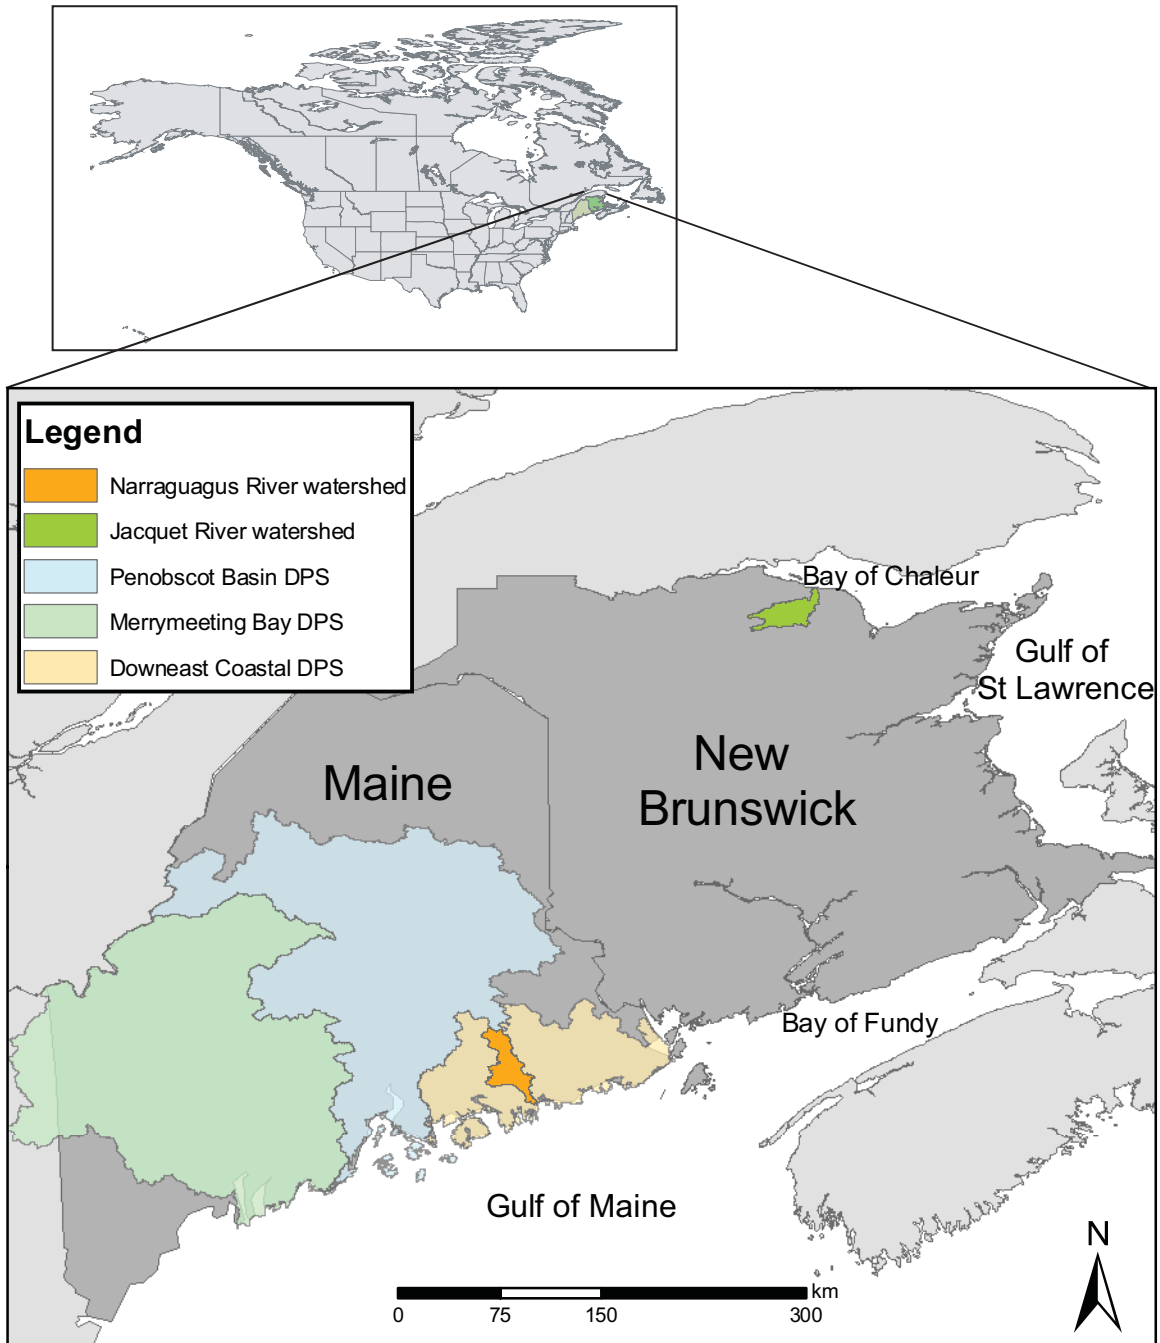 Legend
Narraguagus River watershed
Jacquet River watershed
Penobscot Basin DPS
Merrymeeting Bay DPS
Downeast Coastal DPS
Bay of Chaleur
Gulf of
St Lawrence
Maine
New
Brunswick
Bay of Fundy
Gulf of Maine
N
km
0 75 150 300